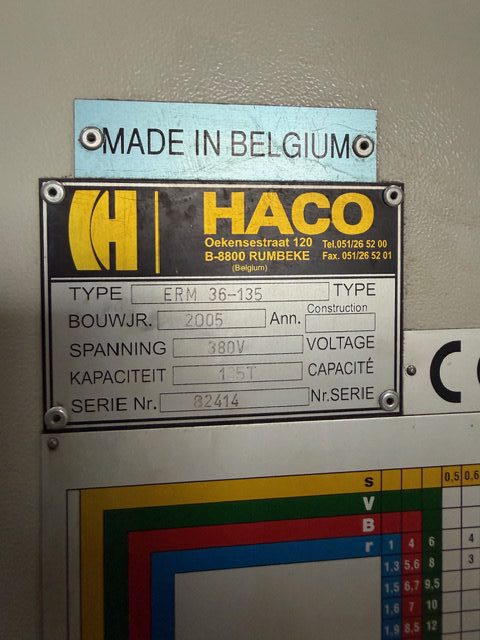 MADE IN BELGIUM
H HACO
Oekensestraat 120 Tel.051/26 52 00
B-8800 RUMBEKE Fax. 051/26 52 01
(Belgium)
TYPE ERM 36-135 TYPE
BOUWJR. 2005 Ann. Construction
SPANNING 380V VOLTAGE
KAPACITEIT 135T CAPACITÉ
SERIE Nr. 82414 Nr. SERIE
CE
s 0,5 0,6
V
B 4
r 1 4 6 3
1,3 5,6 8
1,5 6,7 9,5
1,6 7 10
1,9 8,5 12